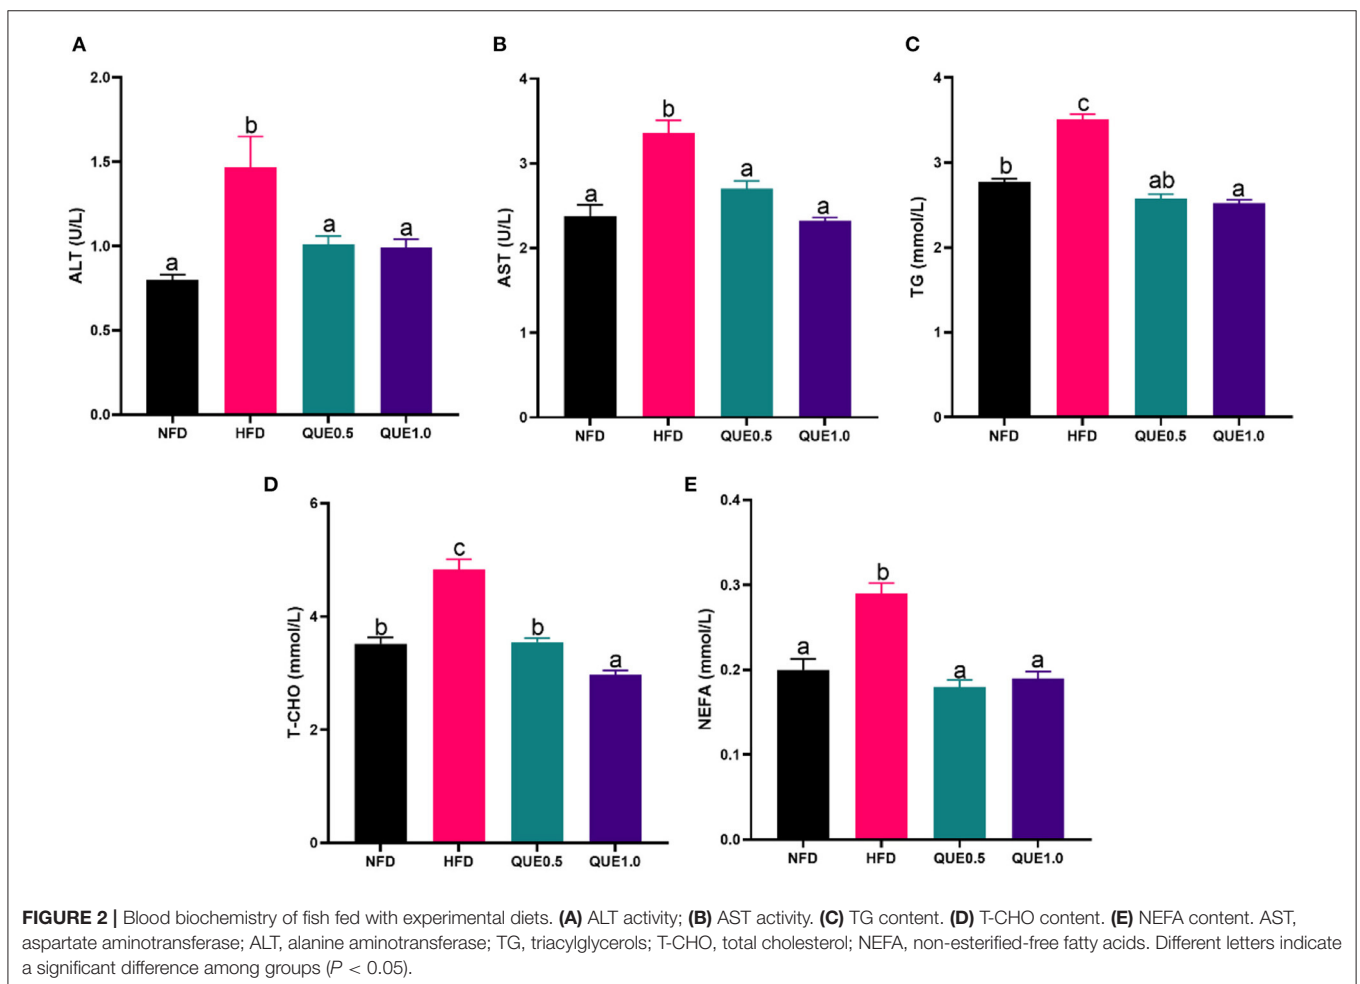 A
ALT (U/L)
2.0
1.5
1.0
0.5
0.0
a
b
a
a
NFD HFD QUE0.5 QUE1.0
B
AST (U/L)
4
3
2
1
0
a
b
a
a
NFD HFD QUE0.5 QUE1.0
C
TG (mmol/L)
4
3
2
1
0
b
c
ab
a
NFD HFD QUE0.5 QUE1.0
D
T-CHO (mmol/L)
6
4
2
0
b
c
b
a
NFD HFD QUE0.5 QUE1.0
E
NEFA (mmol/L)
0.4
0.3
0.2
0.1
0.0
a
b
a
a
NFD HFD QUE0.5 QUE1.0
FIGURE 2 | Blood biochemistry of fish fed with experimental diets. (A) ALT activity; (B) AST activity. (C) TG content. (D) T-CHO content. (E) NEFA content. AST,
aspartate aminotransferase; ALT, alanine aminotransferase; TG, triacylglycerols; T-CHO, total cholesterol; NEFA, non-esterified-free fatty acids. Different letters indicate
a significant difference among groups (P < 0.05).